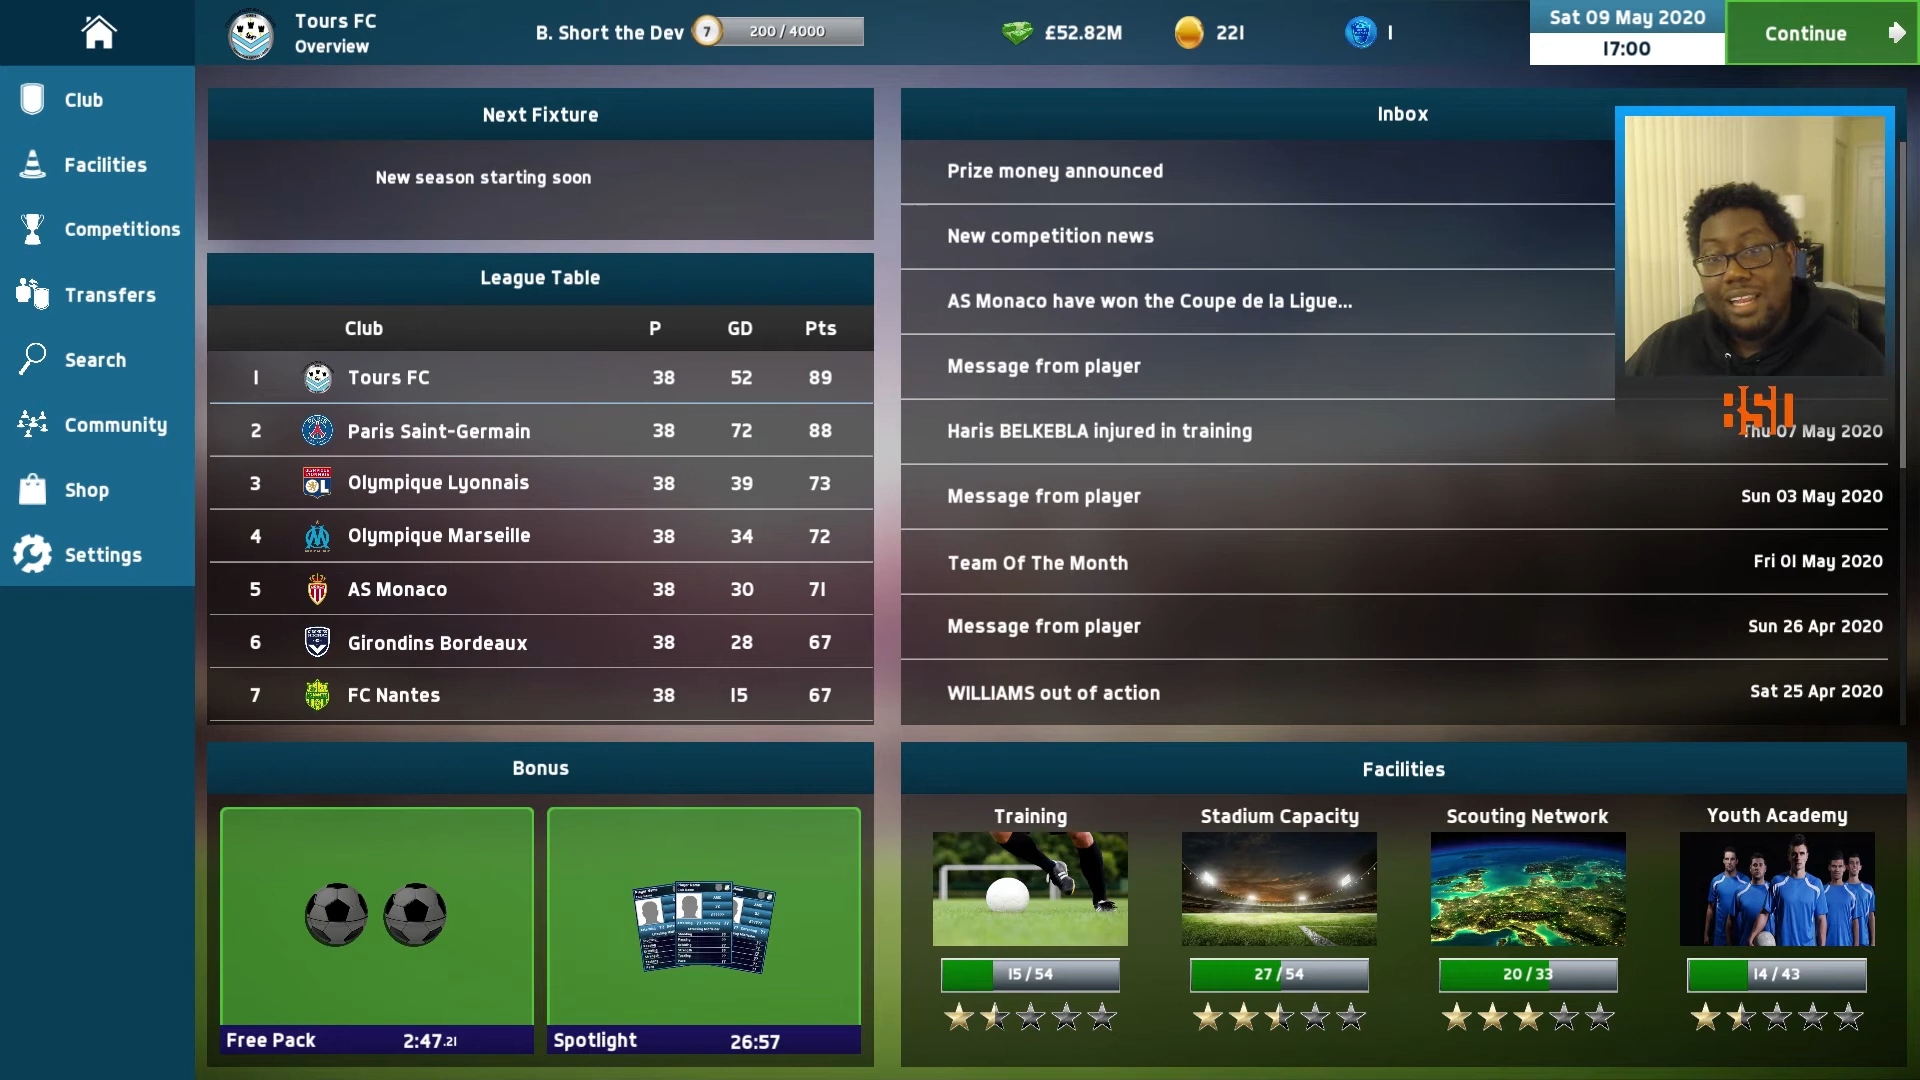 Tours FC
Overview
B. Short the Dev 7 200 / 4000
£52.82M
221
1
Sat 09 May 2020
17:00
Continue
Club
Facilities
Competitions
Transfers
Search
Community
Shop
Settings
Next Fixture
New season starting soon
League Table
Club P GD Pts
1 Tours FC 38 52 89
2 Paris Saint-Germain 38 72 88
3 Olympique Lyonnais 38 39 73
4 Olympique Marseille 38 34 72
5 AS Monaco 38 30 71
6 Girondins Bordeaux 38 28 67
7 FC Nantes 38 15 67
Inbox
Prize money announced
New competition news
AS Monaco have won the Coupe de la Ligue...
Message from player
BSD
Haris BELKEBLA injured in training Thu 07 May 2020
Message from player Sun 03 May 2020
Team Of The Month Fri 01 May 2020
Message from player Sun 26 Apr 2020
WILLIAMS out of action Sat 25 Apr 2020
Bonus
Free Pack 2:47.21
Spotlight 26:57
Facilities
Training
Stadium Capacity
Scouting Network
Youth Academy
15 / 54
27 / 54
20 / 33
14 / 43